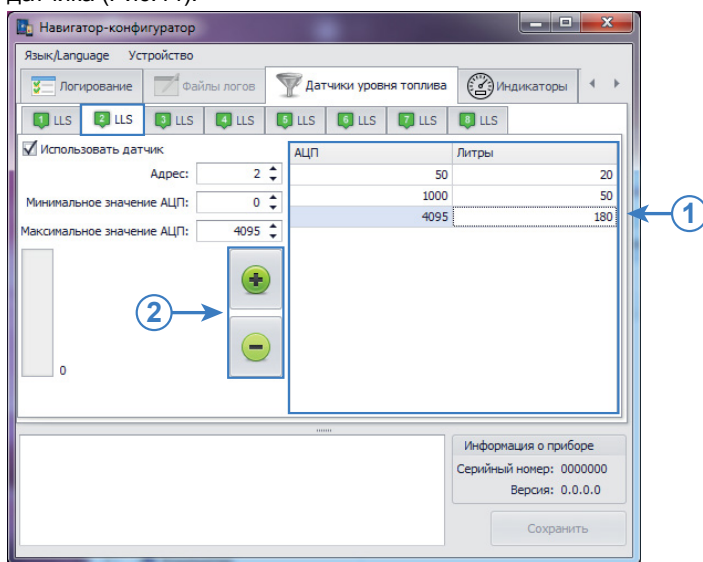 датчика (Рис.11).
Навигатор-конфигуратор
Язык/Language Устройство
Логирование Файлы логов Датчики уровня топлива Индикаторы
1 LLS 2 LLS 3 LLS 4 LLS 5 LLS 6 LLS 7 LLS 8 LLS
Использовать датчик
Адрес: 2
Минимальное значение АЦП: 0
Максимальное значение АЦП: 4095
0
АЦП Литры
50 20
1000 50
4095 180
1
2
Информация о приборе
Серийный номер: 0000000
Версия: 0.0.0.0
Сохранить